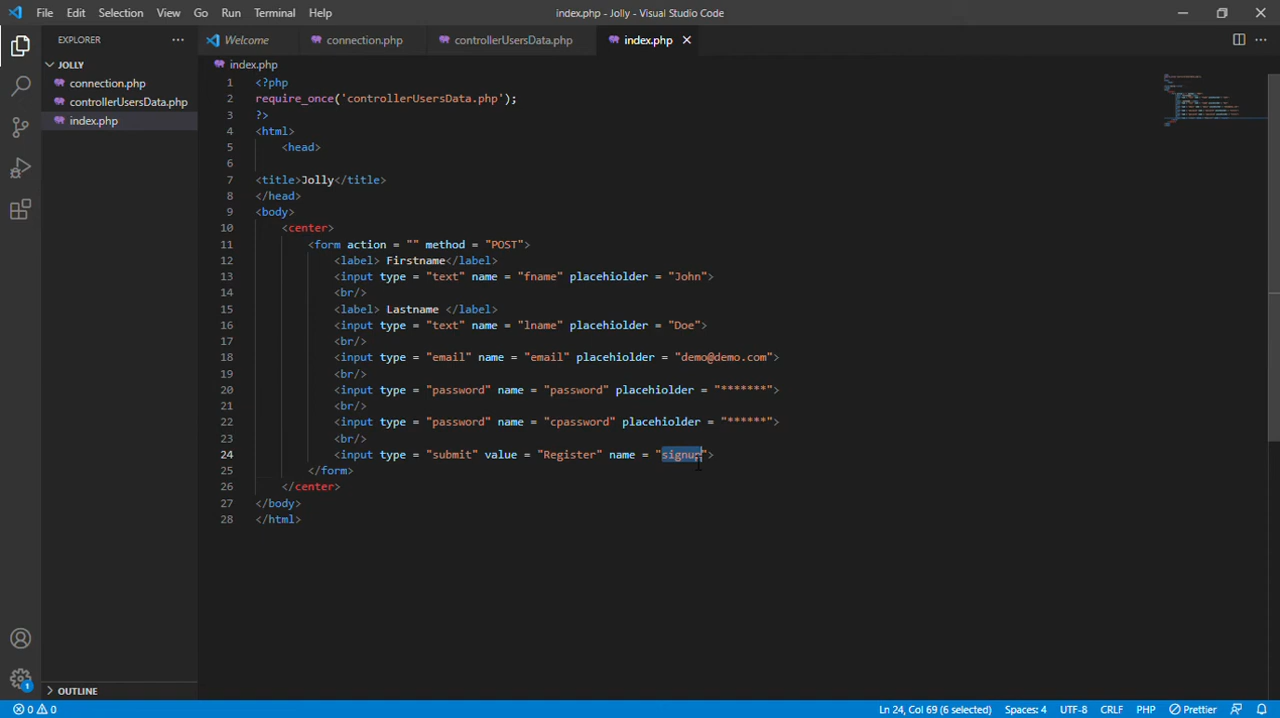 File Edit Selection View Go Run Terminal Help index.php - Jolly - Visual Studio Code
EXPLORER ... Welcome connection.php controllerUsersData.php index.php
JOLLY
connection.php
controllerUsersData.php
index.php
OUTLINE
index.php
1 <?php
2 require_once('controllerUsersData.php');
3 ?>
4 <html>
5 <head>
6
7 <title>Jolly</title>
8 </head>
9 <body>
10 <center>
11 <form action = "" method = "POST">
12 <label> Firstname</label>
13 <input type = "text" name = "fname" placehiolder = "John">
14 <br/>
15 <label> Lastname </label>
16 <input type = "text" name = "lname" placehiolder = "Doe">
17 <br/>
18 <input type = "email" name = "email" placehiolder = "demo@demo.com">
19 <br/>
20 <input type = "password" name = "password" placehiolder = "*******">
21 <br/>
22 <input type = "password" name = "cpassword" placehiolder = "******">
23 <br/>
24 <input type = "submit" value = "Register" name = "signup">
25 </form>
26 </center>
27 </body>
28 </html>
1
0 0 Ln 24, Col 69 (6 selected) Spaces: 4 UTF-8 CRLF PHP Prettier